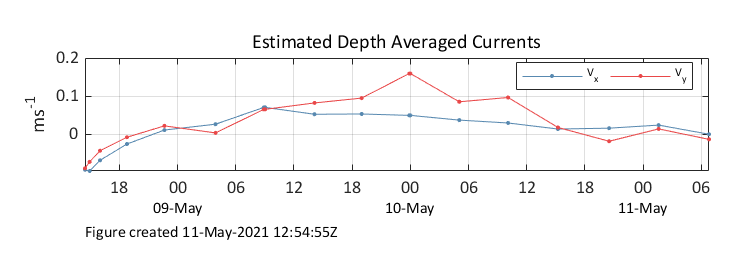 Estimated Depth Averaged Currents
0.2
0.1
0
ms-1
Vx
Vy
18 00 06 12 18 00 06 12 18 00 06
09-May 10-May 11-May
Figure created 11-May-2021 12:54:55Z